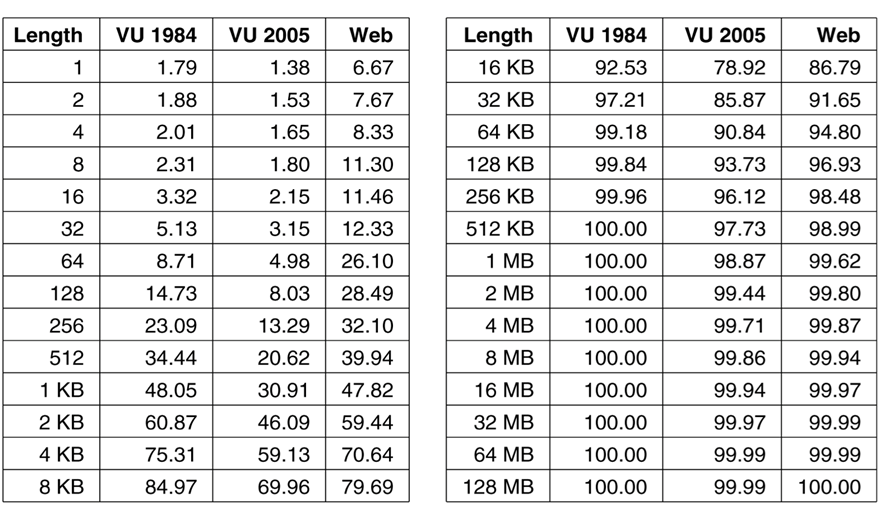 Length VU 1984 VU 2005 Web
1 1.79 1.38 6.67
2 1.88 1.53 7.67
4 2.01 1.65 8.33
8 2.31 1.80 11.30
16 3.32 2.15 11.46
32 5.13 3.15 12.33
64 8.71 4.98 26.10
128 14.73 8.03 28.49
256 23.09 13.29 32.10
512 34.44 20.62 39.94
1 KB 48.05 30.91 47.82
2 KB 60.87 46.09 59.44
4 KB 75.31 59.13 70.64
8 KB 84.97 69.96 79.69
Length VU 1984 VU 2005 Web
16 KB 92.53 78.92 86.79
32 KB 97.21 85.87 91.65
64 KB 99.18 90.84 94.80
128 KB 99.84 93.73 96.93
256 KB 99.96 96.12 98.48
512 KB 100.00 97.73 98.99
1 MB 100.00 98.87 99.62
2 MB 100.00 99.44 99.80
4 MB 100.00 99.71 99.87
8 MB 100.00 99.86 99.94
16 MB 100.00 99.94 99.97
32 MB 100.00 99.97 99.99
64 MB 100.00 99.99 99.99
128 MB 100.00 99.99 100.00